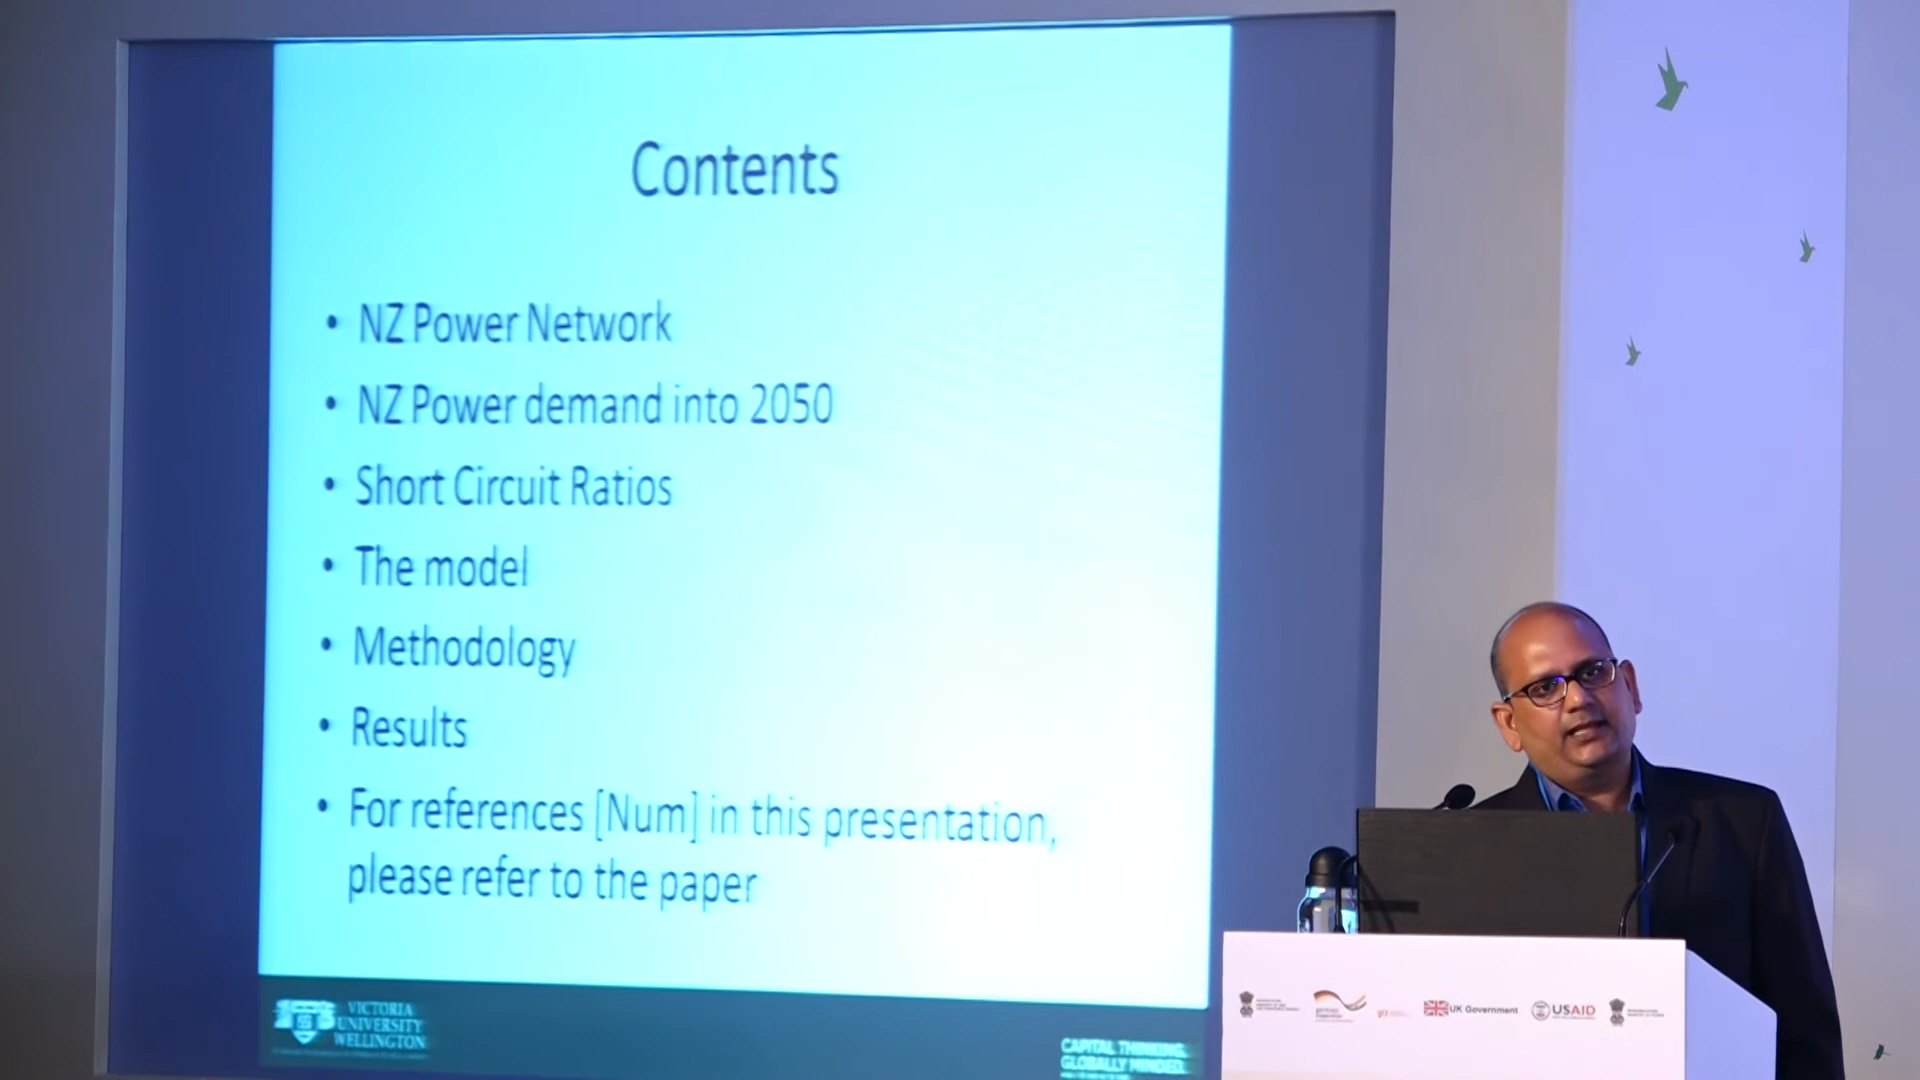 Contents
• NZ Power Network
• NZ Power demand into 2050
• Short Circuit Ratios
• The model
• Methodology
• Results
• For references [Num] in this presentation,
please refer to the paper
VICTORIA
UNIVERSITY
WELLINGTON
CAPITAL THINKING.
GLOBALLY MINDED.
giz
UK Government
USAID